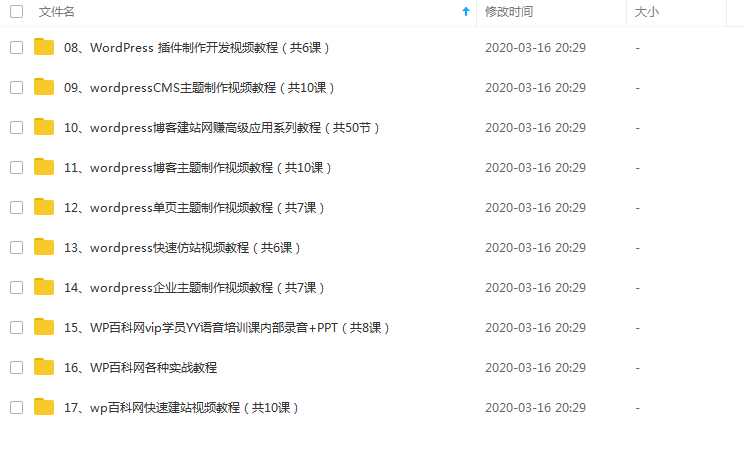 文件名 修改时间 大小
08、WordPress 插件制作开发视频教程（共6课） 2020-03-16 20:29 -
09、wordpressCMS主题制作视频教程（共10课） 2020-03-16 20:29 -
10、wordpress博客建站网赚高级应用系列教程（共50节） 2020-03-16 20:29 -
11、wordpress博客主题制作视频教程（共10课） 2020-03-16 20:29 -
12、wordpress单页主题制作视频教程（共7课） 2020-03-16 20:29 -
13、wordpress快速仿站视频教程（共6课） 2020-03-16 20:29 -
14、wordpress企业主题制作视频教程（共7课） 2020-03-16 20:29 -
15、WP百科网vip学员YY语音培训课内部录音+PPT（共8课） 2020-03-16 20:29 -
16、WP百科网各种实战教程 2020-03-16 20:29 -
17、wp百科网快速建站视频教程（共10课） 2020-03-16 20:29 -